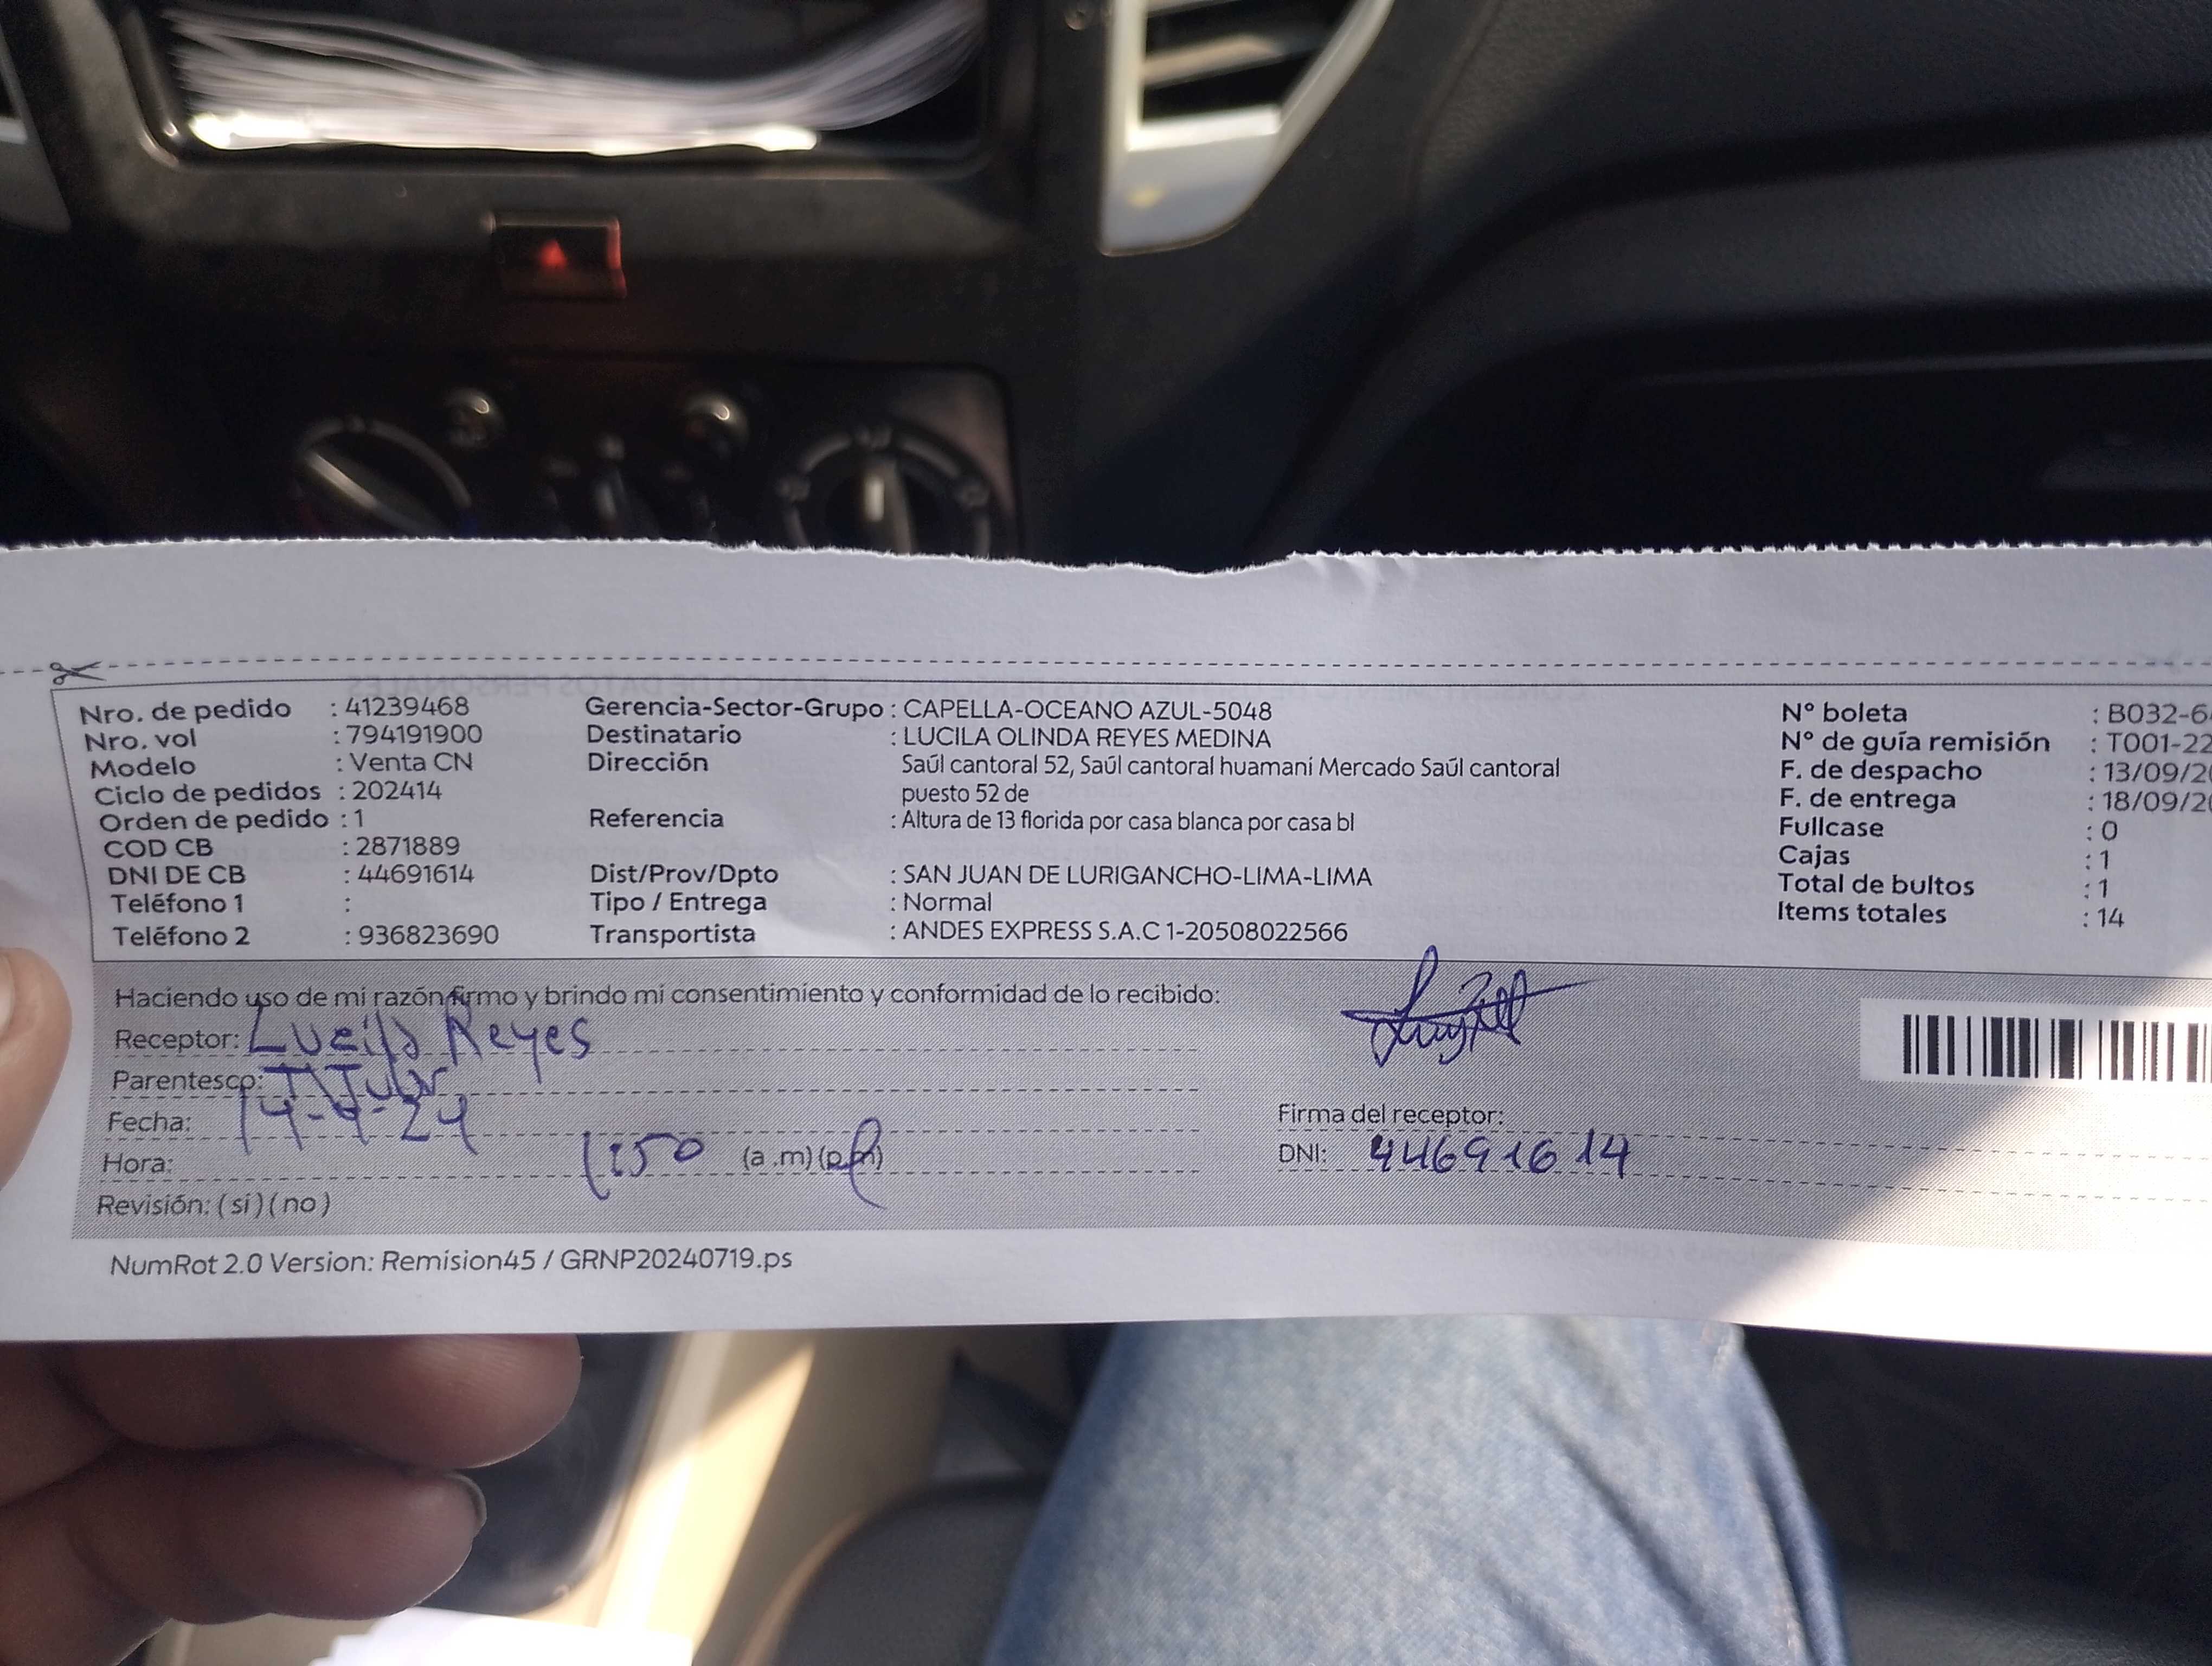 Nro. de pedido : 41239468 Gerencia-Sector-Grupo : CAPELLA-OCEANO AZUL-5048 N° boleta : B032-6
Nro. vol : 794191900 Destinatario : LUCILA OLINDA REYES MEDINA N° de guía remisión : T001-22
Modelo : Venta CN Dirección Saúl cantoral 52, Saúl cantoral huamani Mercado Saúl cantoral F. de despacho : 13/09/20
Ciclo de pedidos : 202414 puesto 52 de F. de entrega : 18/09/20
Orden de pedido : 1 Referencia : Altura de 13 florida por casa blanca por casa bl Fullcase : 0
COD CB : 2871889 Cajas : 1
DNI DE CB : 44691614 Dist/Prov/Dpto : SAN JUAN DE LURIGANCHO-LIMA-LIMA Total de bultos : 1
Teléfono 1 : Tipo / Entrega : Normal Items totales : 14
Teléfono 2 : 936823690 Transportista : ANDES EXPRESS S.A.C 1-20508022566
Haciendo uso de mi razón firmo y brindo mi consentimiento y conformidad de lo recibido:
Receptor: Lucila Reyes
Parentesco: TiTular
Fecha: 14-9-24 Firma del receptor:
Hora: 1:50 (a .m) (p.m) DNI: 44691614
Revisión: (si) (no)
NumRot 2.0 Version: Remision45 / GRNP20240719.ps